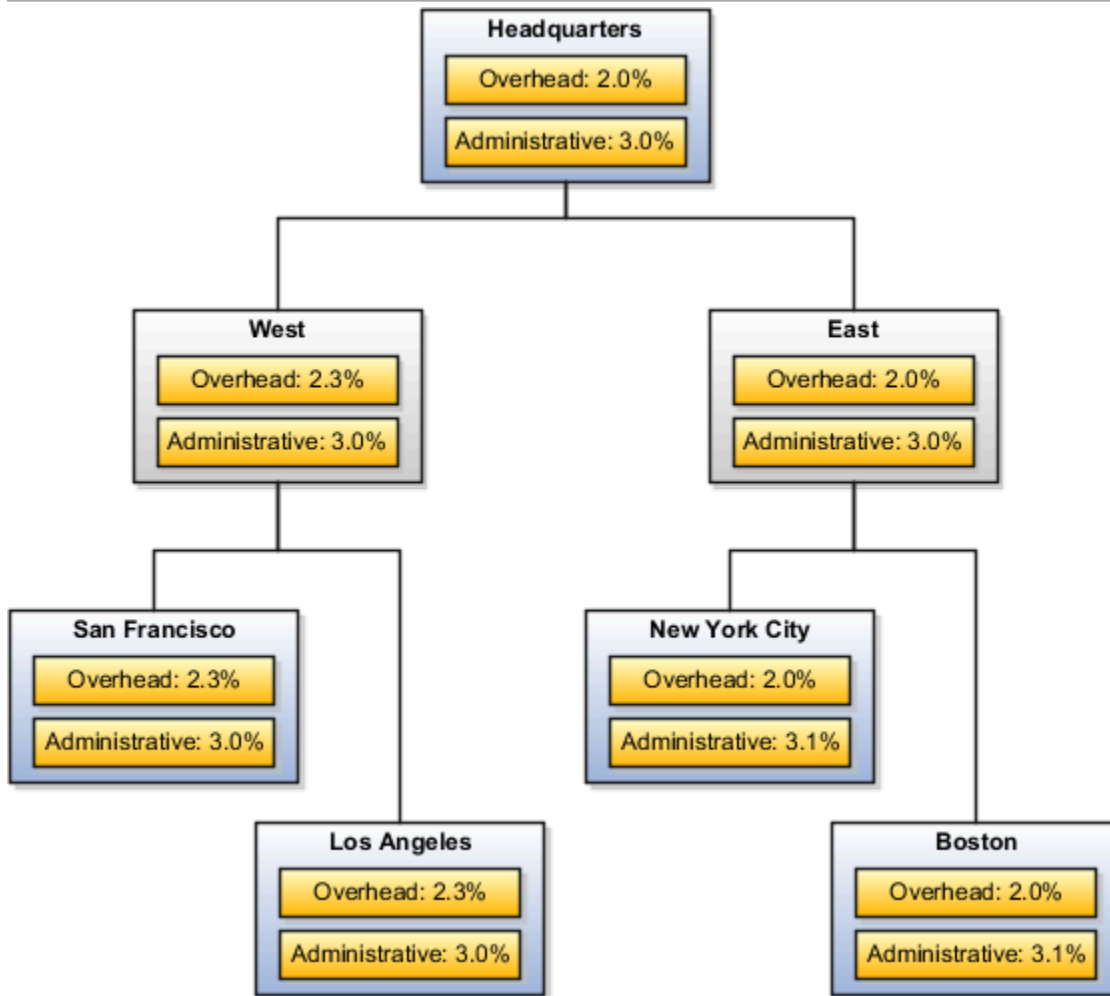 Headquarters
Overhead: 2.0%
Administrative: 3.0%
West
Overhead: 2.3%
Administrative: 3.0%
East
Overhead: 2.0%
Administrative: 3.0%
San Francisco
Overhead: 2.3%
Administrative: 3.0%
New York City
Overhead: 2.0%
Administrative: 3.1%
Los Angeles
Overhead: 2.3%
Administrative: 3.0%
Boston
Overhead: 2.0%
Administrative: 3.1%